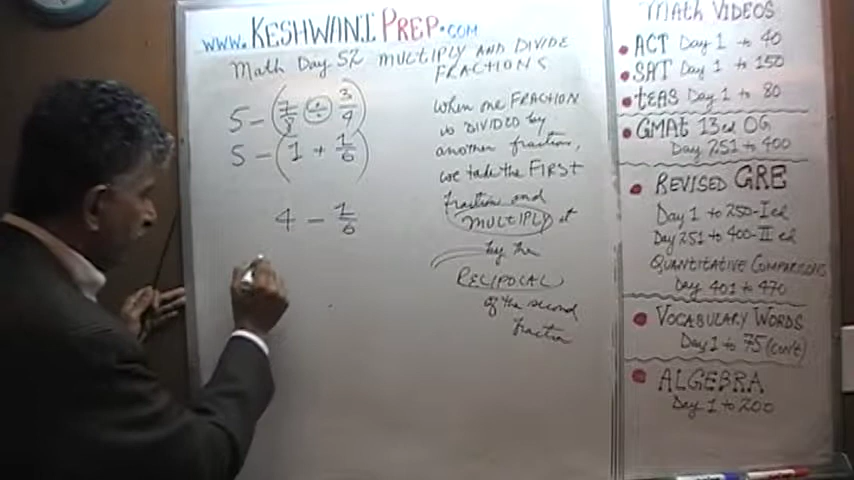 www.KESHWANI PREP.COM
Math Day 52 MULTIPLY AND DIVIDE
FRACTIONS
5 - (7/8 ÷ 3/4)
5 - (1 + 1/6)
4 - 1/6
When one FRACTION
is DIVIDED by
another fraction,
we take the FIRST
fraction and
MULTIPLY it
by the
RECIPOCAL
of the second
fraction
Math VIDEOS
ACT Day 1 to 40
SAT Day 1 to 150
tEAS Day 1 to 80
GMAt 13 ed OG
Day 251 to 400
REVISED GRE
Day 1 to 250-I ed
Day 251 to 400-II ed
QUANTITATIVE COMPARISONS
Day 401 to 470
VOCABULARY WORDS
Day 1 to 75 (con't)
ALGEBRA
Day 1 to 200